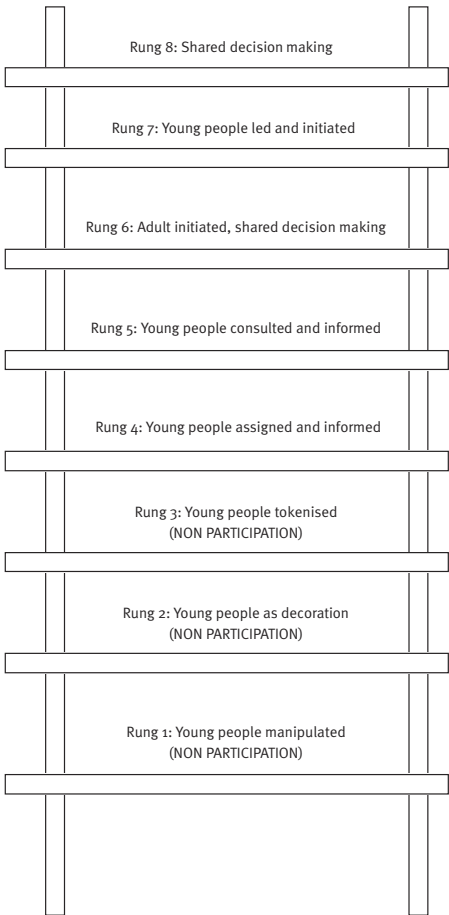 Rung 8: Shared decision making
Rung 7: Young people led and initiated
Rung 6: Adult initiated, shared decision making
Rung 5: Young people consulted and informed
Rung 4: Young people assigned and informed
Rung 3: Young people tokenised
(NON PARTICIPATION)
Rung 2: Young people as decoration
(NON PARTICIPATION)
Rung 1: Young people manipulated
(NON PARTICIPATION)